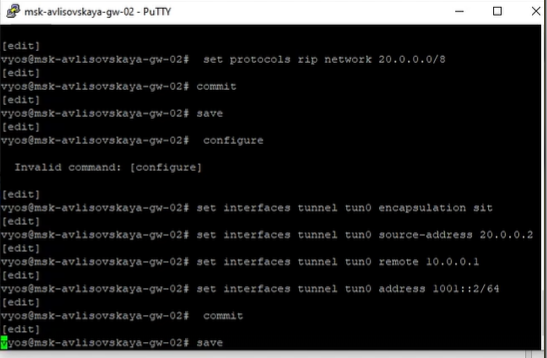 msk-avlisovskaya-gw-02 - PuTTY
[edit]
vyos@msk-avlisovskaya-gw-02#  set protocols rip network 20.0.0.0/8
[edit]
vyos@msk-avlisovskaya-gw-02# commit
[edit]
vyos@msk-avlisovskaya-gw-02# save
[edit]
vyos@msk-avlisovskaya-gw-02#  configure
Invalid command: [configure]
[edit]
vyos@msk-avlisovskaya-gw-02# set interfaces tunnel tun0 encapsulation sit
[edit]
vyos@msk-avlisovskaya-gw-02# set interfaces tunnel tun0 source-address 20.0.0.2
[edit]
vyos@msk-avlisovskaya-gw-02# set interfaces tunnel tun0 remote 10.0.0.1
[edit]
vyos@msk-avlisovskaya-gw-02# set interfaces tunnel tun0 address 1001::2/64
[edit]
vyos@msk-avlisovskaya-gw-02#  commit
[edit]
vyos@msk-avlisovskaya-gw-02# save